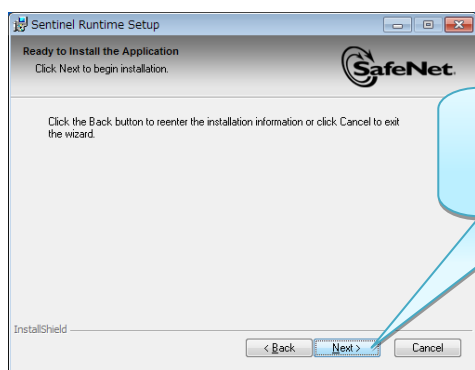 Sentinel Runtime Setup
Ready to Install the Application
Click Next to begin installation.
SafeNet.
Click the Back button to reenter the installation information or click Cancel to exit
the wizard.
InstallShield
< Back
Next >
Cancel